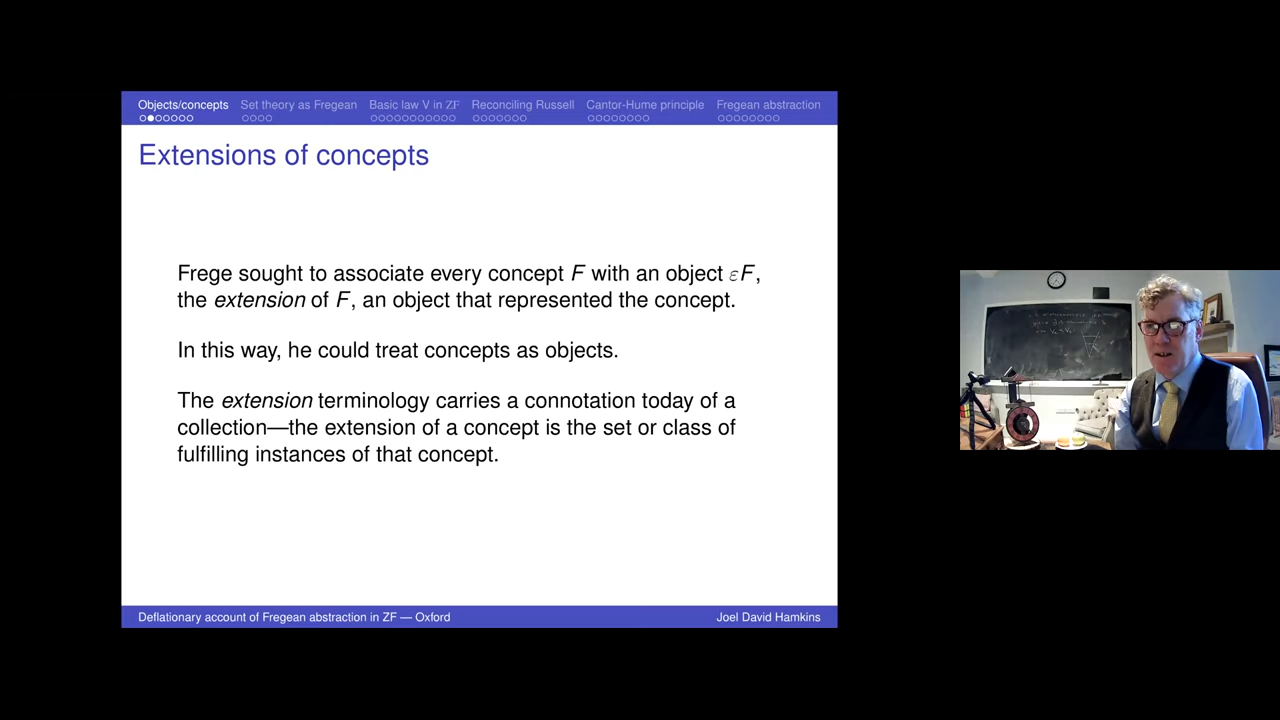 Objects/concepts Set theory as Fregean Basic law V in ZF Reconciling Russell Cantor-Hume principle Fregean abstraction
Extensions of concepts
Frege sought to associate every concept F with an object εF,
the extension of F, an object that represented the concept.
In this way, he could treat concepts as objects.
The extension terminology carries a connotation today of a
collection—the extension of a concept is the set or class of
fulfilling instances of that concept.
Deflationary account of Fregean abstraction in ZF — Oxford Joel David Hamkins